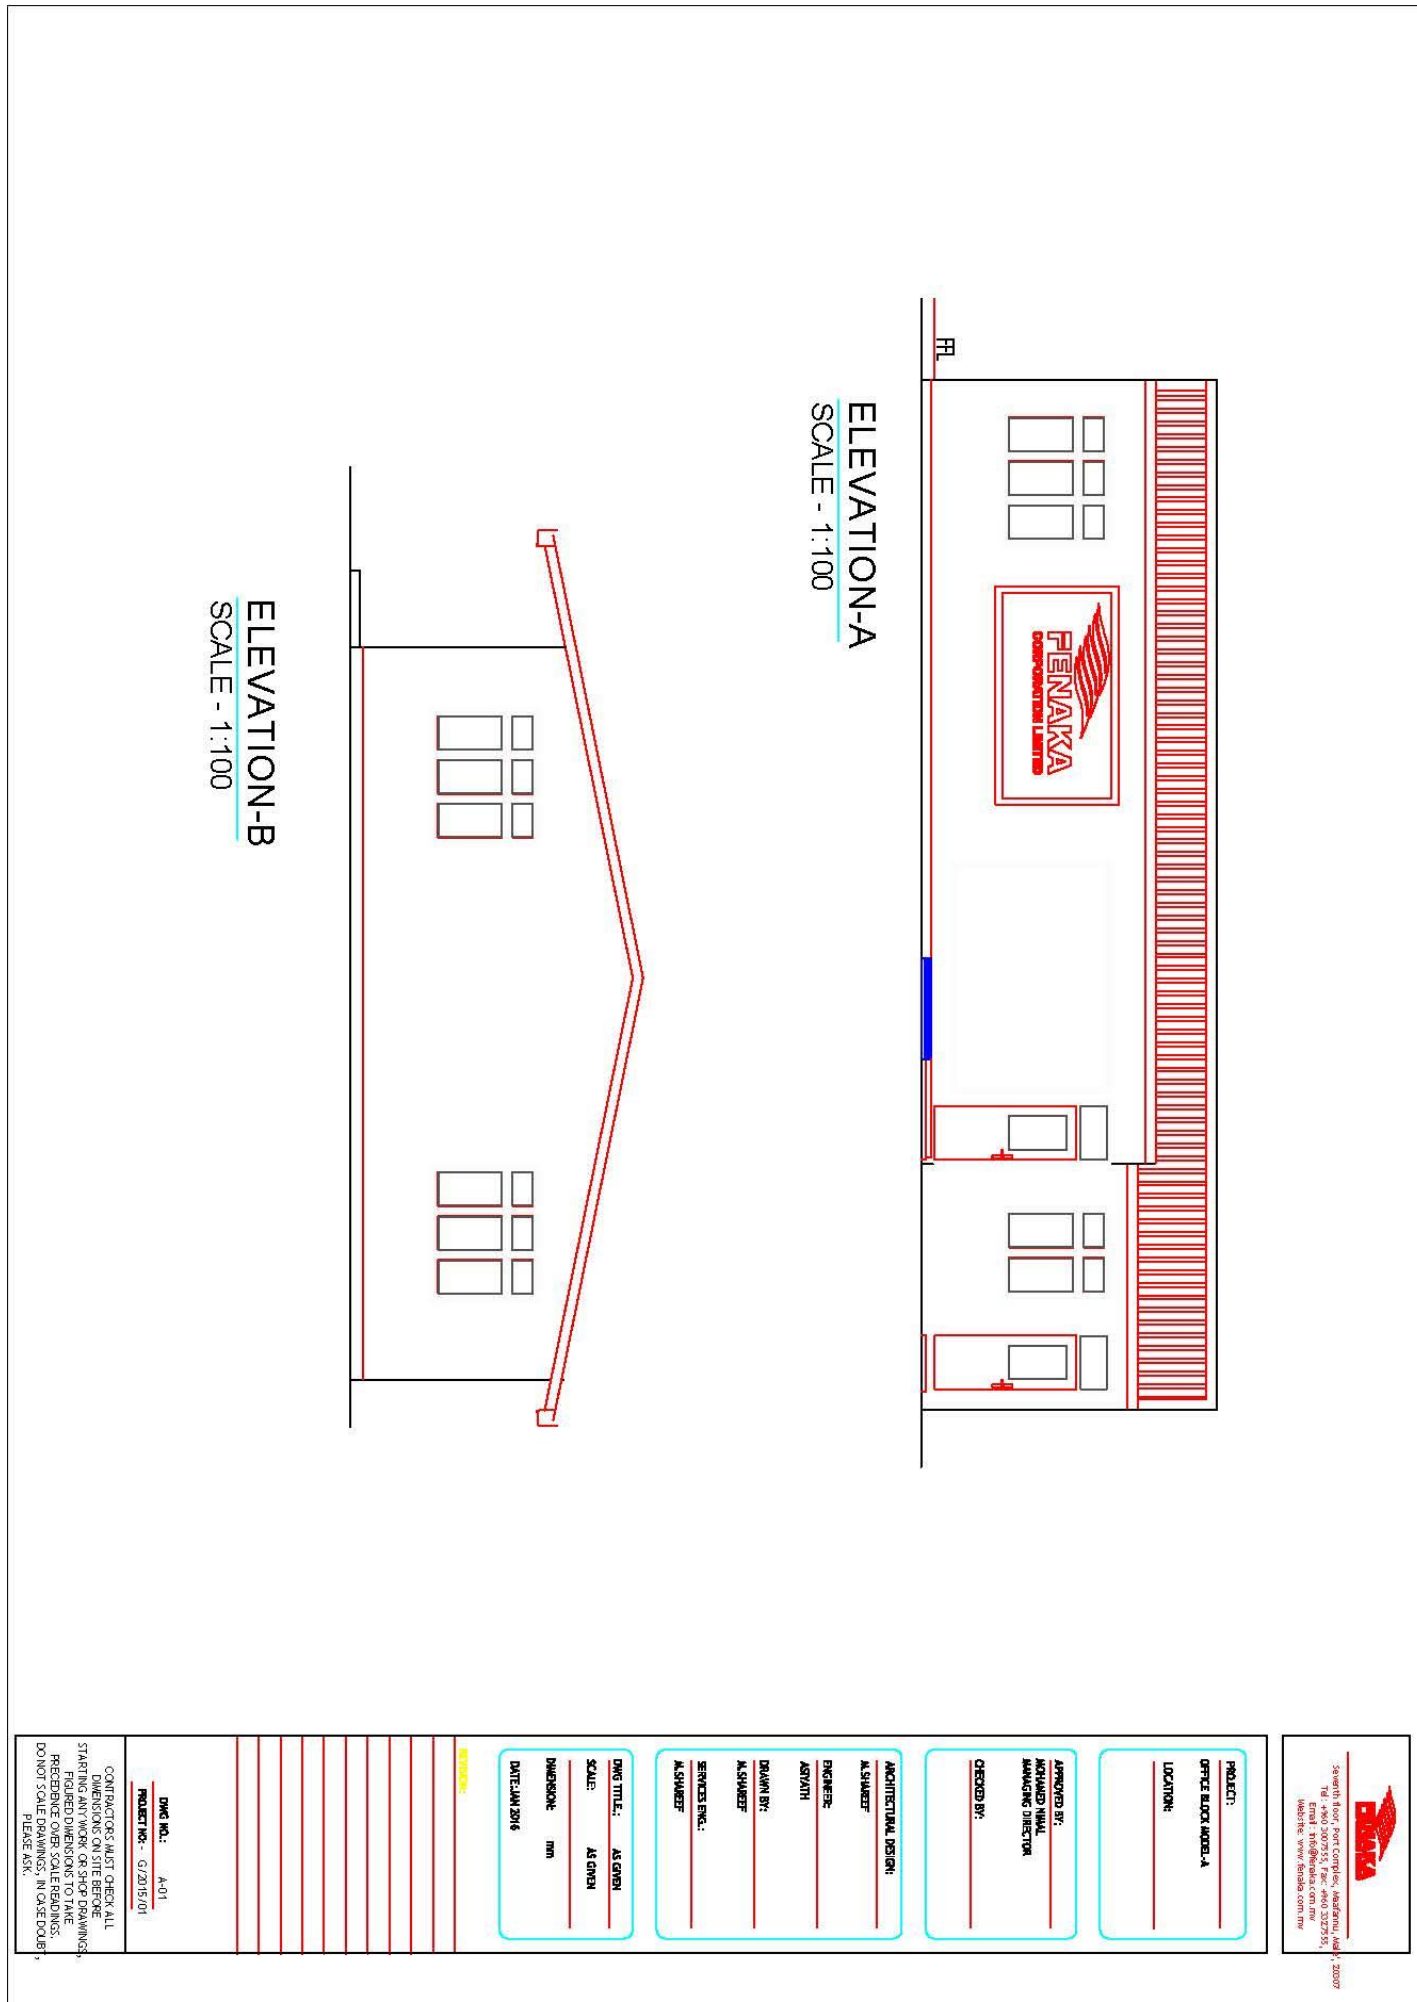 FFL
FENAKA
CORPORATION LIMITED
ELEVATION-A
SCALE - 1:100
ELEVATION-B
SCALE - 1:100
FENAKA
Seventh floor, Port Complex, Maafannu, Male', 20307
Tel: +960 3007555, Fax: +960 3327555,
Email: info@fenaka.com.mv
Website: www.fenaka.com.mv
PROJECT:
OFFICE BLOCK MODEL-A
LOCATION:
APPROVED BY:
MOHAMED NIMAL
MANAGING DIRECTOR
CHECKED BY:
ARCHITECTURAL DESIGN:
M.SHAREEF
ENGINEER:
ASIYATH
DRAWN BY:
M.SHAREEF
SERVICES ENG.:
M.SHAREEF
DWG TITLE.: AS GIVEN
SCALE: AS GIVEN
DIMENSION: mm
DATE:JAN 2016
REVISION:
DWG NO.: A-01
PROJECT NO: - G/2015/01
CONTRACTORS MUST CHECK ALL
DIMENSIONS ON SITE BEFORE
STARTING ANY WORK OR SHOP DRAWINGS,
FIGURED DIMENSIONS TO TAKE
PRECEDENCE OVER SCALE READINGS.
DO NOT SCALE DRAWINGS, IN CASE DOUBT,
PLEASE ASK.